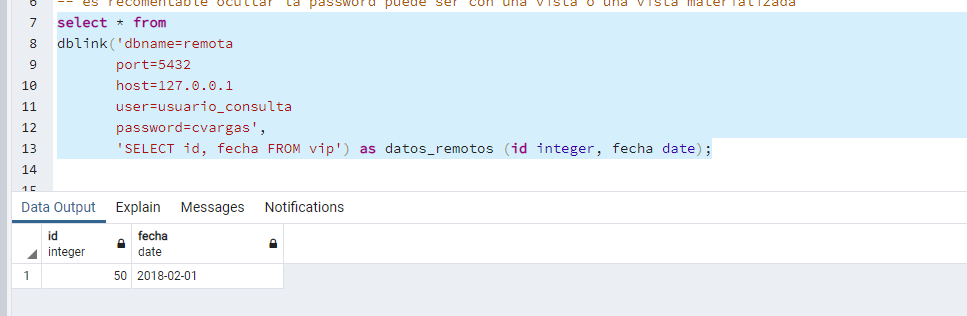 6 -- es recomentable ocultar la password puede ser con una vista o una vista materializada
7 select * from
8 dblink('dbname=remota
9 port=5432
10 host=127.0.0.1
11 user=usuario_consulta
12 password=cvargas',
13 'SELECT id, fecha FROM vip') as datos_remotos (id integer, fecha date);
14
15
Data Output Explain Messages Notifications
id fecha
integer date
1 50 2018-02-01